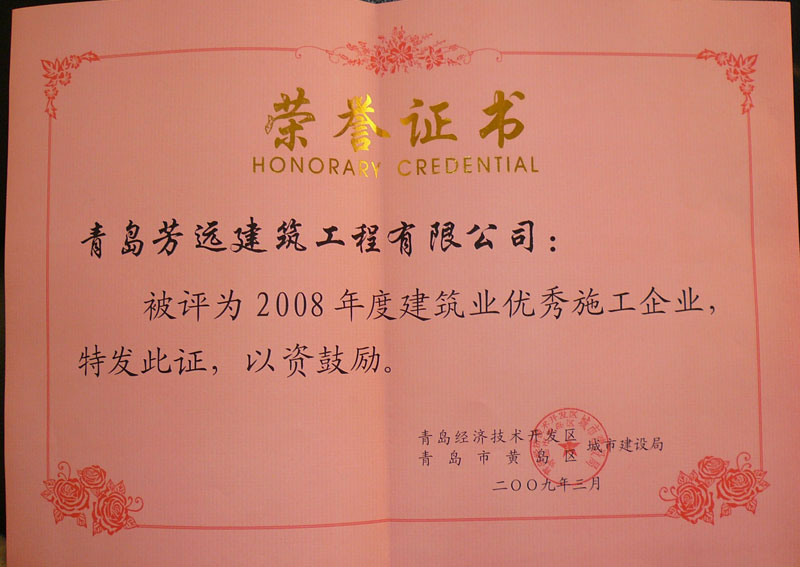 荣誉证书
HONORARY CREDENTIAL
青岛芳远建筑工程有限公司：
被评为2008年度建筑业优秀施工企业，
特发此证，以资鼓励。
青岛经济技术开发区
青岛市黄岛区
城市建设局
二〇〇九年三月